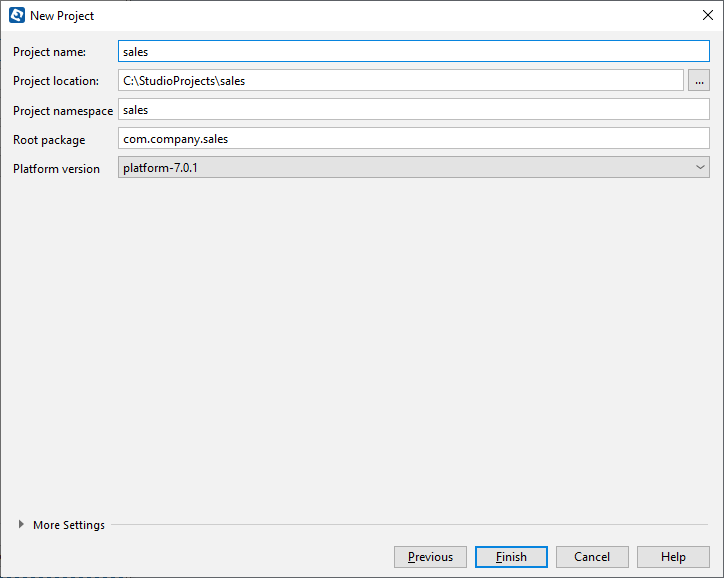 New Project
Project name: sales
Project location: C:\StudioProjects\sales ...
Project namespace sales
Root package com.company.sales
Platform version platform-7.0.1
More Settings
Previous Finish Cancel Help